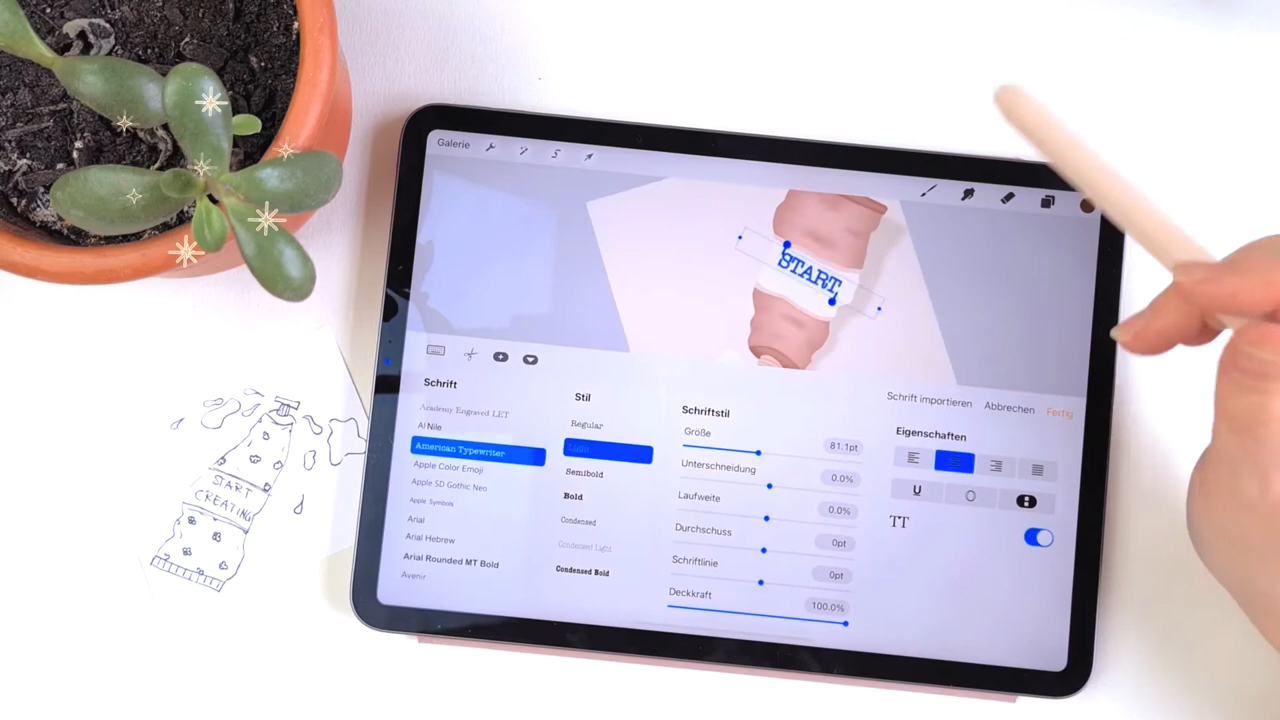 Galerie
START
START
CREATING
Schrift
Academy Engraved LET
Al Nile
American Typewriter
Apple Color Emoji
Apple SD Gothic Neo
Apple Symbols
Arial
Arial Hebrew
Arial Rounded MT Bold
Avenir
Stil
Regular
Light
Semibold
Bold
Condensed
Condensed Light
Condensed Bold
Schriftstil
Größe 81.1pt
Unterschneidung 0.0%
Laufweite 0.0%
Durchschuss 0pt
Schriftlinie 0pt
Deckkraft 100.0%
Schrift importieren Abbrechen Fertig
Eigenschaften
U O
TT